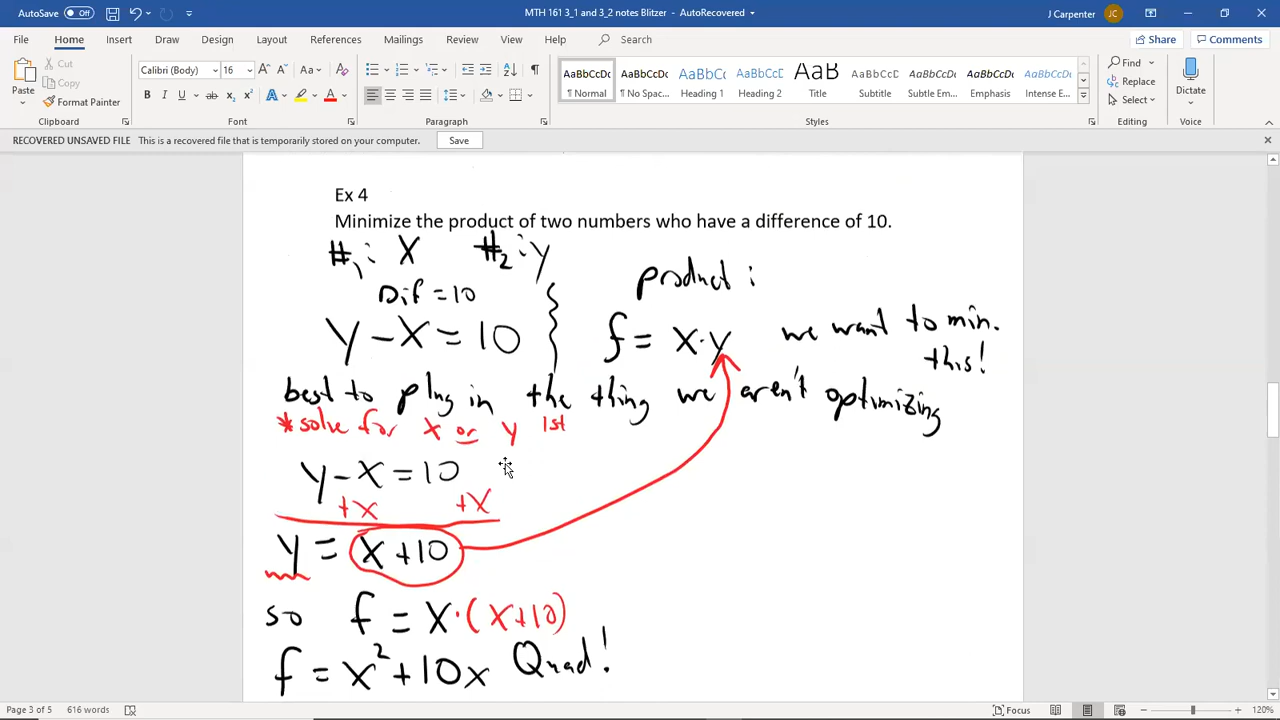 AutoSave Off MTH 161 3_1 and 3_2 notes Blitzer - AutoRecovered J Carpenter JC
File Home Insert Draw Design Layout References Mailings Review View Help Search Share Comments
Paste Cut Copy Format Painter Calibri (Body) 16
AaBbCcDc AaBbCcDc AaBbCc AaBbCcC AaB AaBbCcD AaBbCcDc AaBbCcDc AaBbCcDc
¶ Normal ¶ No Spac... Heading 1 Heading 2 Title Subtitle Subtle Em... Emphasis Intense E...
Find Replace Select Dictate
Clipboard Font Paragraph Styles Editing Voice
RECOVERED UNSAVED FILE This is a recovered file that is temporarily stored on your computer. Save
Ex 4
Minimize the product of two numbers who have a difference of 10.
#1: X #2: y
Dif = 10 product:
y - x = 10 f = x·y we want to min. this!
best to plug in the thing we aren't optimizing
*solve for x or y 1st
y - x = 10
+x +x
y = x + 10
so f = x·(x+10)
f = x² + 10x Quad!
Page 3 of 5 616 words Focus 120%